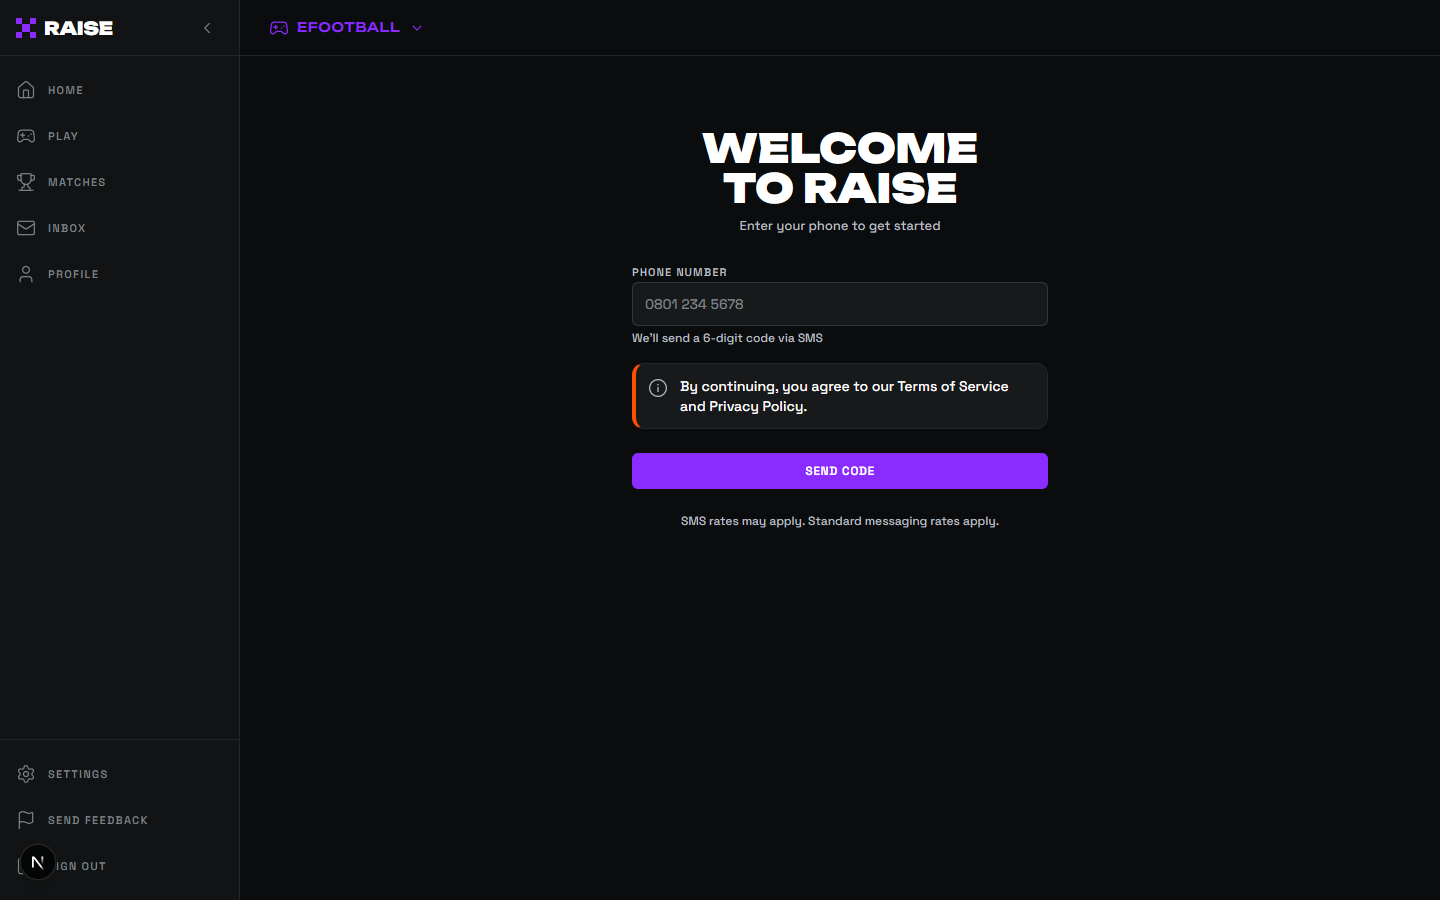 RAISE
EFOOTBALL
HOME
PLAY
MATCHES
INBOX
PROFILE
WELCOME
TO RAISE
Enter your phone to get started
PHONE NUMBER
0801 234 5678
We'll send a 6-digit code via SMS
By continuing, you agree to our Terms of Service
and Privacy Policy.
SEND CODE
SMS rates may apply. Standard messaging rates apply.
SETTINGS
SEND FEEDBACK
N
IGN OUT